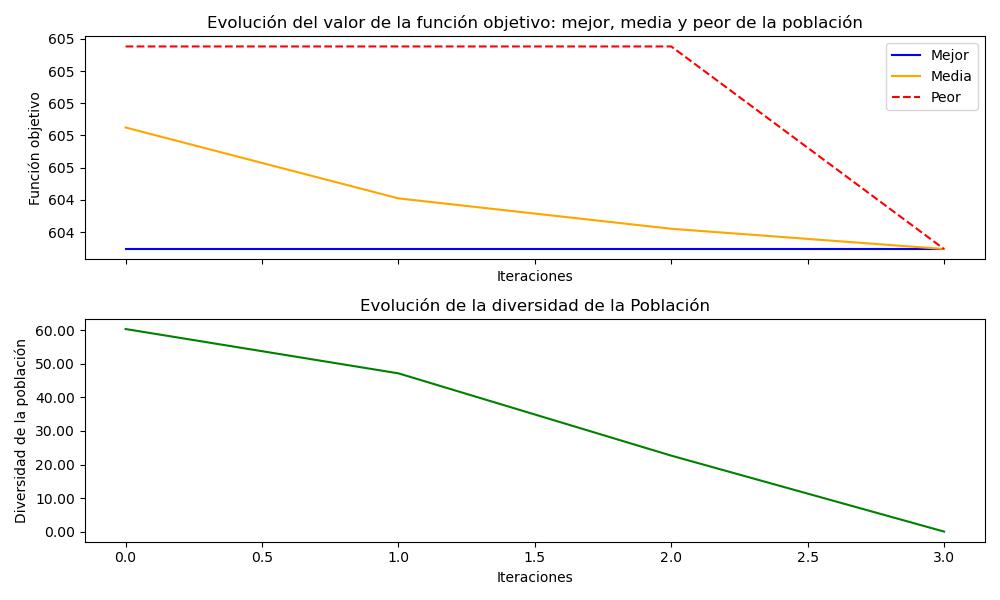 Evolución del valor de la función objetivo: mejor, media y peor de la población
605
605
605
605
605
604
604
Función objetivo
Mejor
Media
Peor
Iteraciones
Evolución de la diversidad de la Población
60.00
50.00
40.00
30.00
20.00
10.00
0.00
Diversidad de la población
0.0 0.5 1.0 1.5 2.0 2.5 3.0
Iteraciones